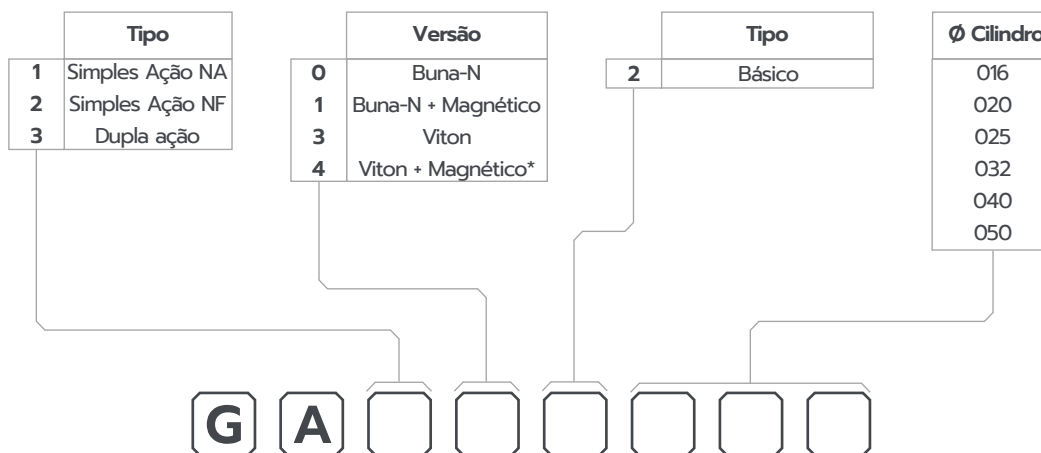 Tipo
1 Simples Ação NA
2 Simples Ação NF
3 Dupla ação
Versão
0 Buna-N
1 Buna-N + Magnético
3 Viton
4 Viton + Magnético*
Tipo
2 Básico
Ø Cilindro
016
020
025
032
040
050
G A